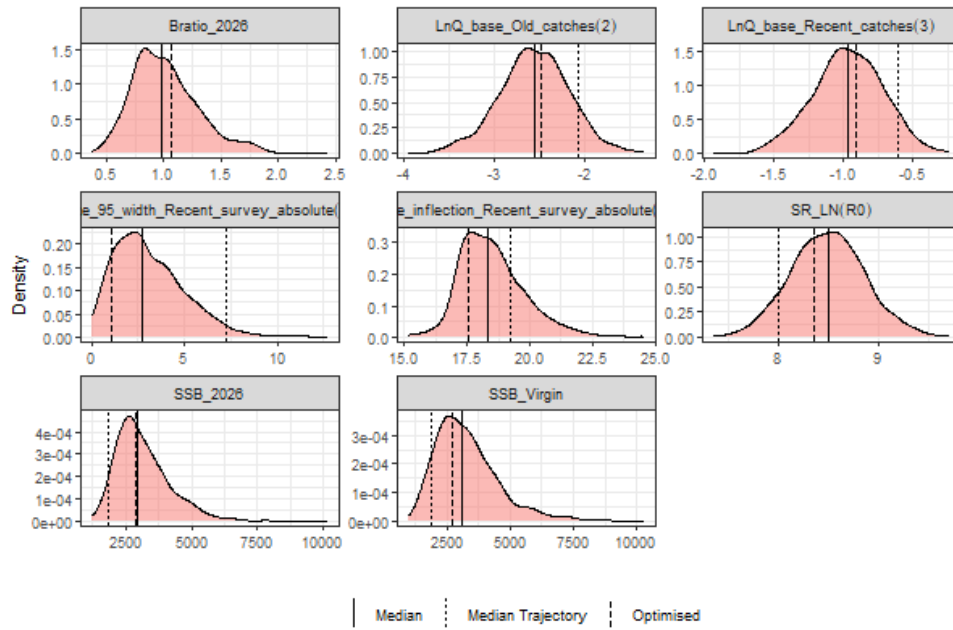 Bratio_2026
LnQ_base_Old_catches(2)
LnQ_base_Recent_catches(3)
1.5
1.0
0.5
0.0
0.5
1.0
1.5
2.0
2.5
1.00
0.75
0.50
0.25
0.00
-4
-3
-2
1.5
1.0
0.5
0.0
-2.0
-1.5
-1.0
-0.5
e_95_width_Recent_survey_absolute(
e_inflection_Recent_survey_absolute(
SR_LN(R0)
Density
0.20
0.15
0.10
0.05
0.00
0
5
10
0.3
0.2
0.1
0.0
15.0
17.5
20.0
22.5
25.0
1.00
0.75
0.50
0.25
0.00
8
9
SSB_2026
SSB_Virgin
4e-04
3e-04
2e-04
1e-04
0e+00
2500
5000
7500
10000
3e-04
2e-04
1e-04
0e+00
2500
5000
7500
10000
Median
Median Trajectory
Optimised